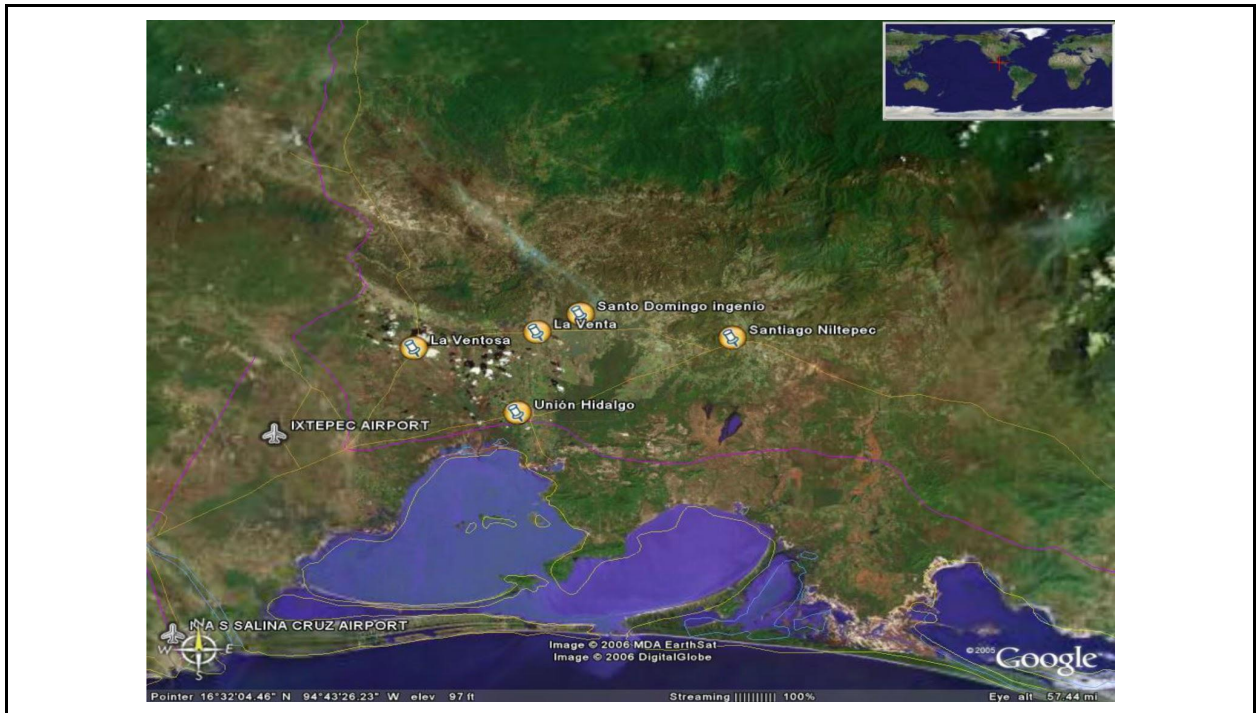 Santo Domingo ingenio
La Venta
Santiago Niltepec
La Ventosa
Unión Hidalgo
IXTEPEC AIRPORT
SALINA CRUZ AIRPORT
N
W E
S
Image © 2006 MDA EarthSat
Image © 2006 DigitalGlobe
© 2005 Google
Pointer 16°32'04.46" N 94°43'26.23" W elev 97 ft Streaming |||||||||| 100% Eye alt 57.44 mi